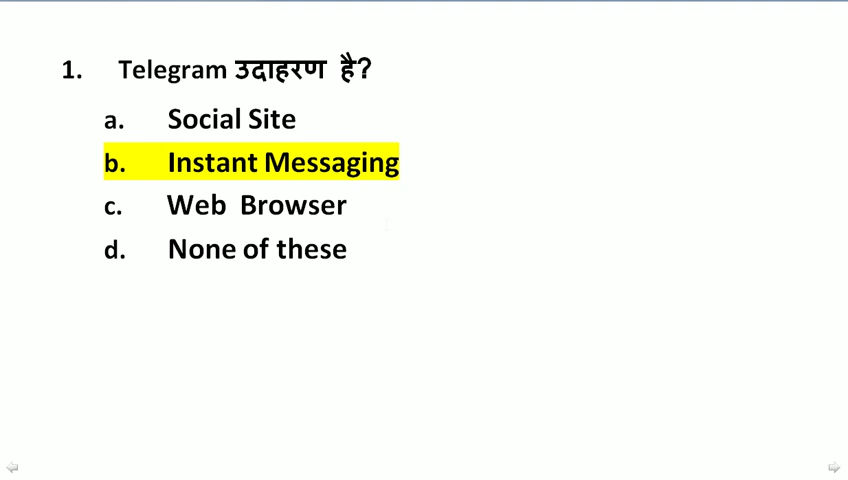 1. Telegram उदाहरण है?
a. Social Site
b. Instant Messaging
c. Web Browser
d. None of these